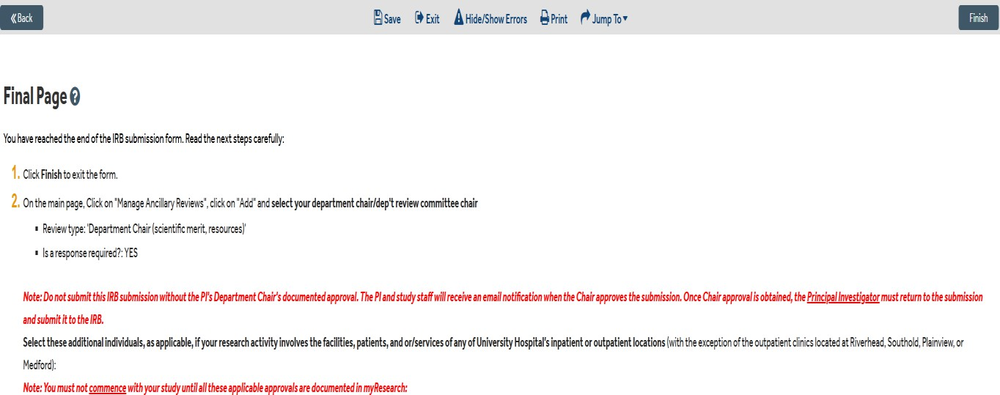 Back
Save Exit Hide/Show Errors Print Jump To
Finish
Final Page
You have reached the end of the IRB submission form. Read the next steps carefully:
1. Click Finish to exit the form.
2. On the main page, Click on "Manage Ancillary Reviews", click on "Add" and select your department chair/dep't review committee chair
▪ Review type: 'Department Chair (scientific merit, resources)'
▪ Is a response required?: YES
Note: Do not submit this IRB submission without the PI's Department Chair's documented approval. The PI and study staff will receive an email notification when the Chair approves the submission. Once Chair approval is obtained, the Principal Investigator must return to the submission
and submit it to the IRB.
Select these additional individuals, as applicable, if your research activity involves the facilities, patients, and or/services of any of University Hospital's inpatient or outpatient locations (with the exception of the outpatient clinics located at Riverhead, Southold, Plainview, or
Medford):
Note: You must not commence with your study until all these applicable approvals are documented in myResearch: